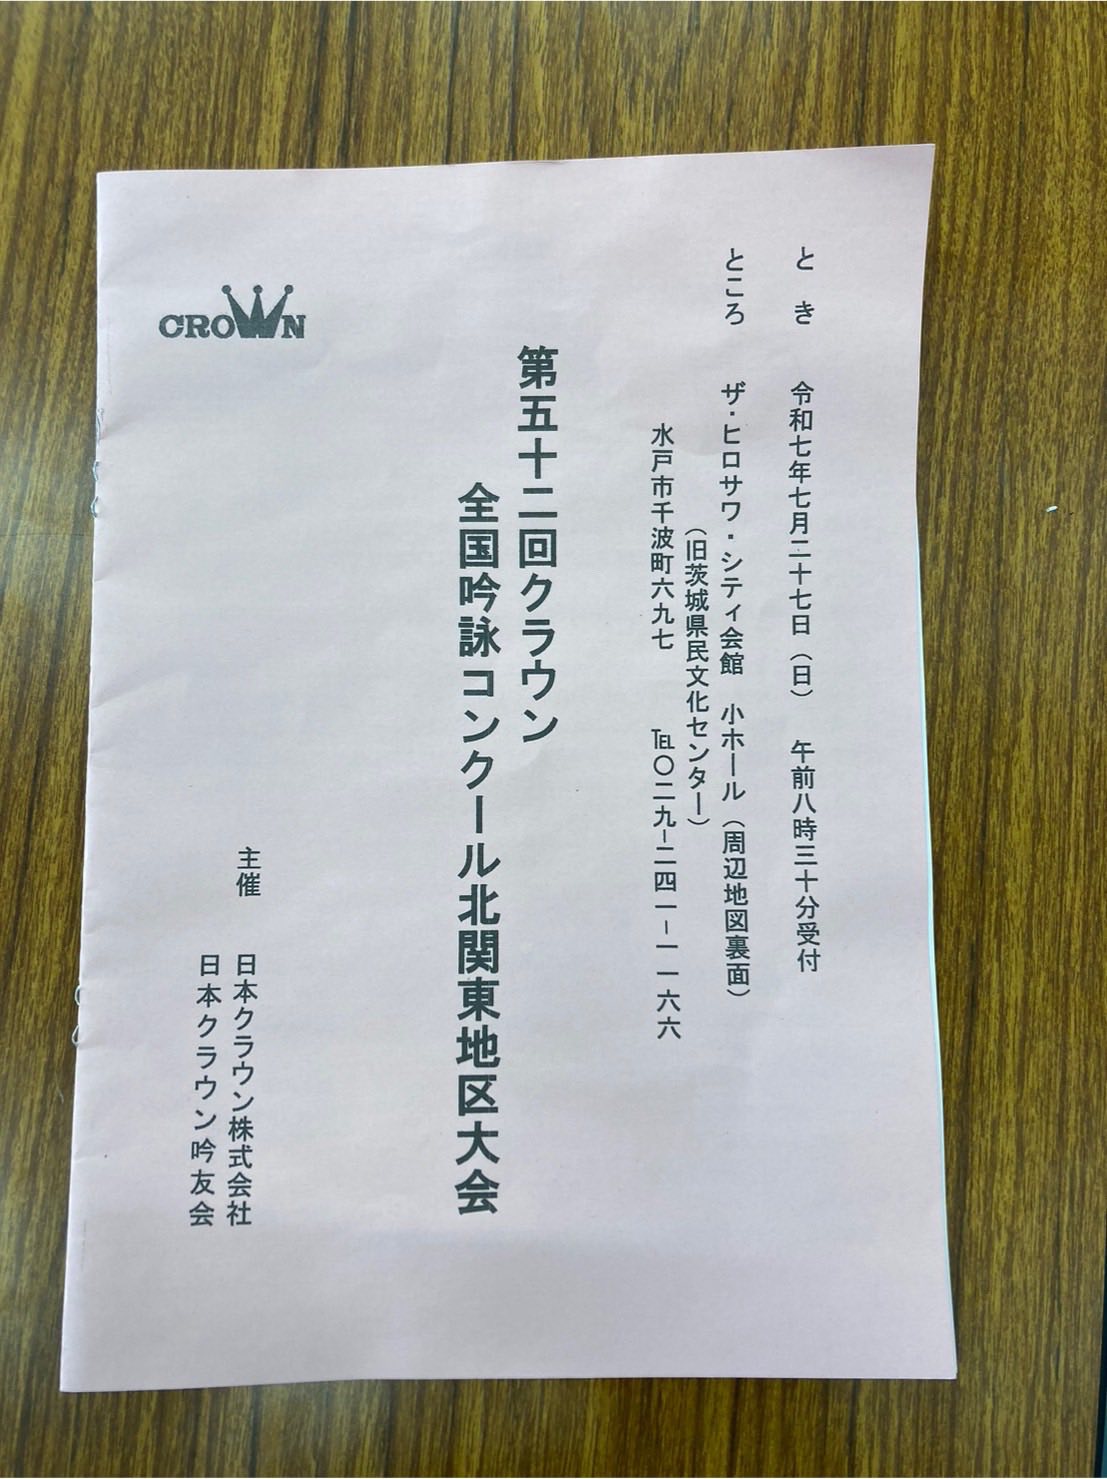 とき 令和七年七月二十七日（日） 午前八時三十分受付
ところ ザ・ヒロサワ・シティ会館 小ホール（周辺地図裏面）
（旧茨城県民文化センター）
水戸市千波町六九七 ℡〇二九－二四一－一一六六
第五十二回クラウン
全国吟詠コンクール北関東地区大会
主催 日本クラウン株式会社
日本クラウン吟友会
CROWN